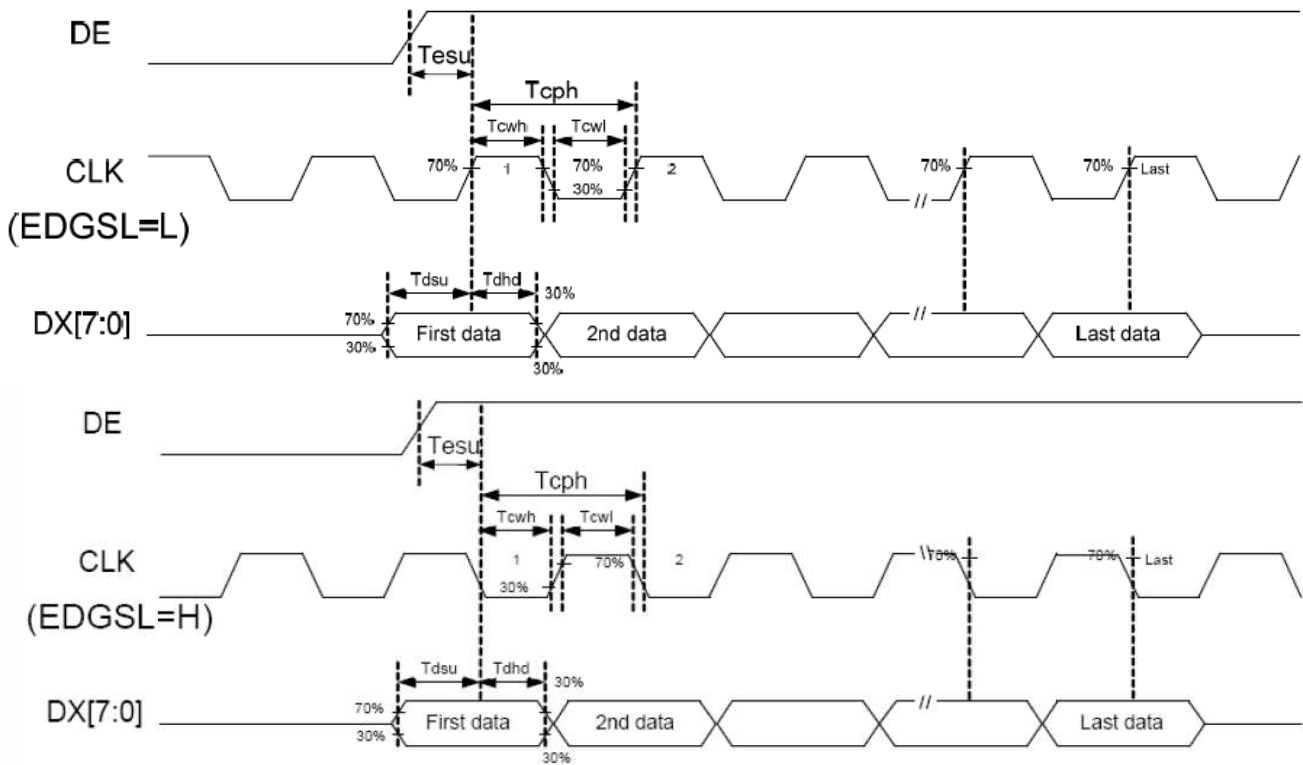 DE
Tesu
Tcph
Tcwh
Tcwl
CLK
70%
1
70%
30%
2
70%
70%
Last
//
(EDGSL=L)
Tdsu
Tdhd
30%
DX[7:0]
70%
30%
First data
2nd data
//
Last data
30%
DE
Tesu
Tcph
Tcwh
Tcwl
CLK
1
30%
70%
2
\\
70%
70%
Last
(EDGSL=H)
Tdsu
Tdhd
30%
DX[7:0]
70%
30%
First data
2nd data
//
Last data
30%